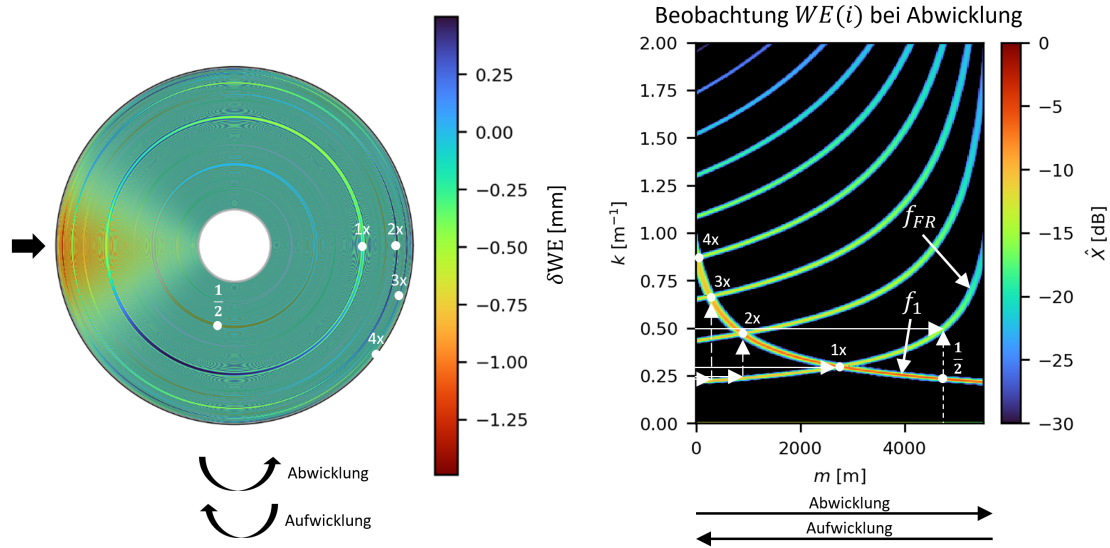 0.25
0.00
−0.25
−0.50
−0.75
−1.00
−1.25
δWE [mm]
1x
2x
3x
4x
1
2
Abwicklung
Aufwicklung
Beobachtung WE(i) bei Abwicklung
2.00
1.75
1.50
1.25
1.00
0.75
0.50
0.25
0.00
k [m⁻¹]
4x
3x
2x
1x
1
2
f_FR
f_1
0
2000
4000
m [m]
0
−5
−10
−15
−20
−25
−30
X̂ [dB]
Abwicklung
Aufwicklung